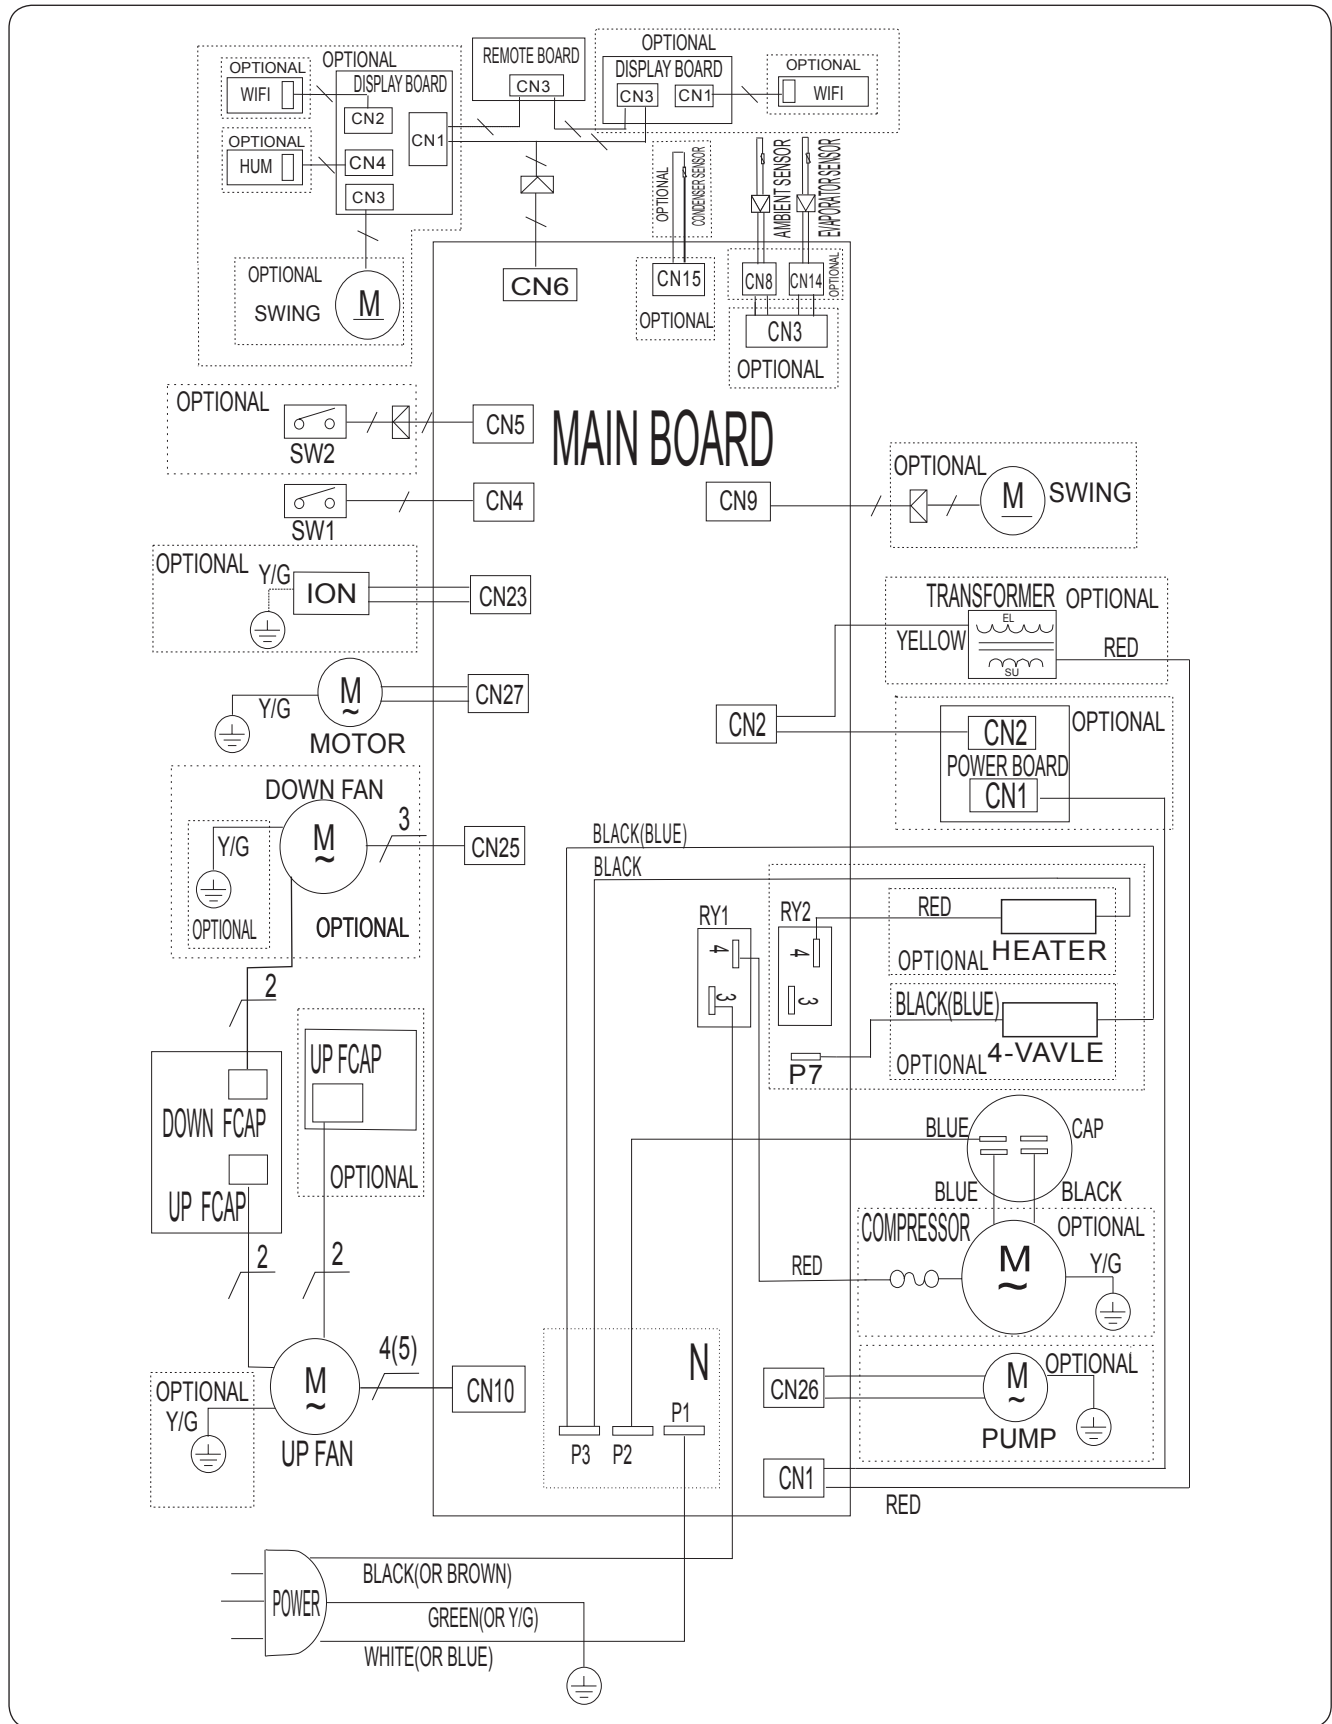 OPTIONAL
OPTIONAL
WIFI
DISPLAY BOARD
CN2
CN1
OPTIONAL
HUM
CN4
CN3
OPTIONAL
SWING
M
REMOTE BOARD
CN3
OPTIONAL
DISPLAY BOARD
CN3
CN1
OPTIONAL
WIFI
CN6
OPTIONAL
CONDENSER SENSOR
CN15
OPTIONAL
AMBIENT SENSOR
EVAPORATOR SENSOR
CN8
CN14
OPTIONAL
CN3
OPTIONAL
MAIN BOARD
OPTIONAL
SW2
CN5
SW1
CN4
OPTIONAL
Y/G
ION
CN23
M
~
Y/G
MOTOR
CN27
DOWN FAN
M
~
3
CN25
Y/G
OPTIONAL
OPTIONAL
2
UP FCAP
OPTIONAL
DOWN FCAP
UP FCAP
2
2
M
~
4(5)
CN10
OPTIONAL
Y/G
UP FAN
CN9
OPTIONAL
M
SWING
TRANSFORMER
OPTIONAL
EL
SU
YELLOW
RED
CN2
CN2
POWER BOARD
CN1
OPTIONAL
BLACK(BLUE)
BLACK
RY1
4
3
RY2
4
3
RED
OPTIONAL
HEATER
BLACK(BLUE)
OPTIONAL
4-VAVLE
P7
BLUE
CAP
BLUE
BLACK
COMPRESSOR
OPTIONAL
M
~
Y/G
RED
N
P1
P3
P2
CN26
M
~
OPTIONAL
PUMP
CN1
RED
POWER
BLACK(OR BROWN)
GREEN(OR Y/G)
WHITE(OR BLUE)